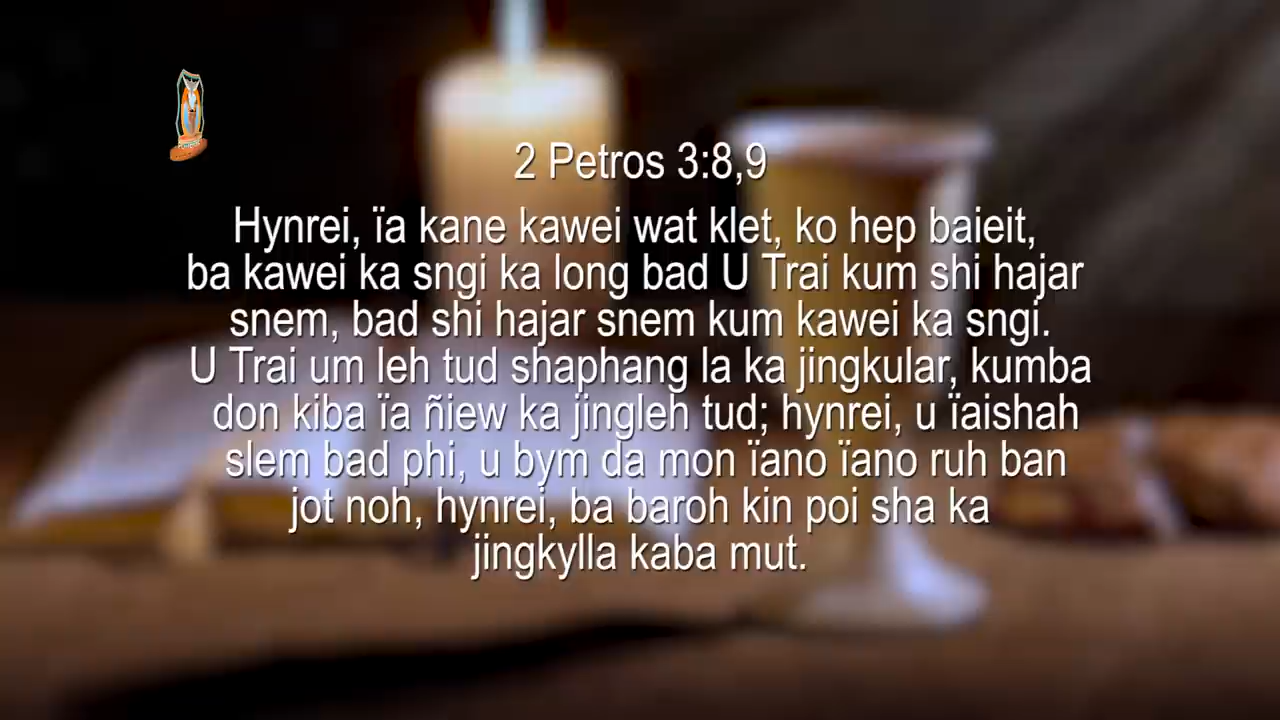 2 Petros 3:8,9
Hynrei, ïa kane kawei wat klet, ko hep baieit,
ba kawei ka sngi ka long bad U Trai kum shi hajar
snem, bad shi hajar snem kum kawei ka sngi.
U Trai um leh tud shaphang la ka jingkular, kumba
don kiba ïa ñiew ka jingleh tud; hynrei, u ïaishah
slem bad phi, u bym da mon ïano ïano ruh ban
jot noh, hynrei, ba baroh kin poi sha ka
jingkylla kaba mut.